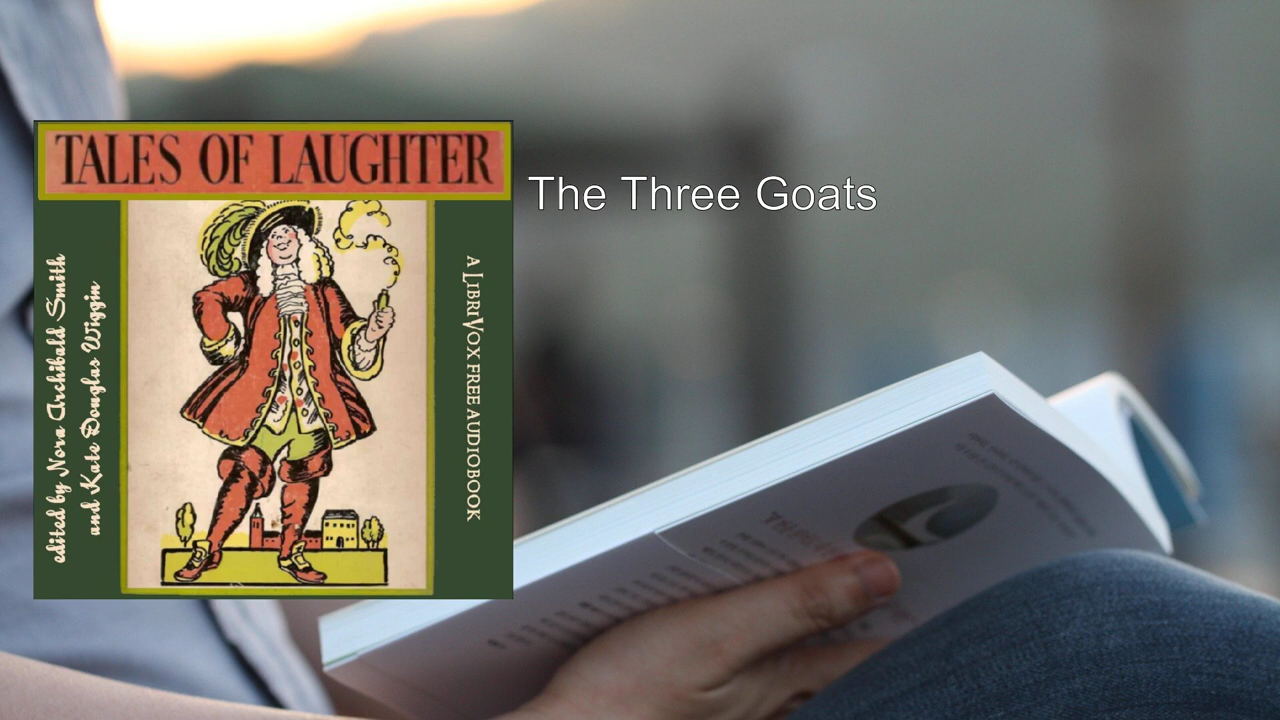 TALES OF LAUGHTER
The Three Goats
edited by Nora Archibald Smith
and Kate Douglas Wiggin
A LIBRIVOX FREE AUDIOBOOK